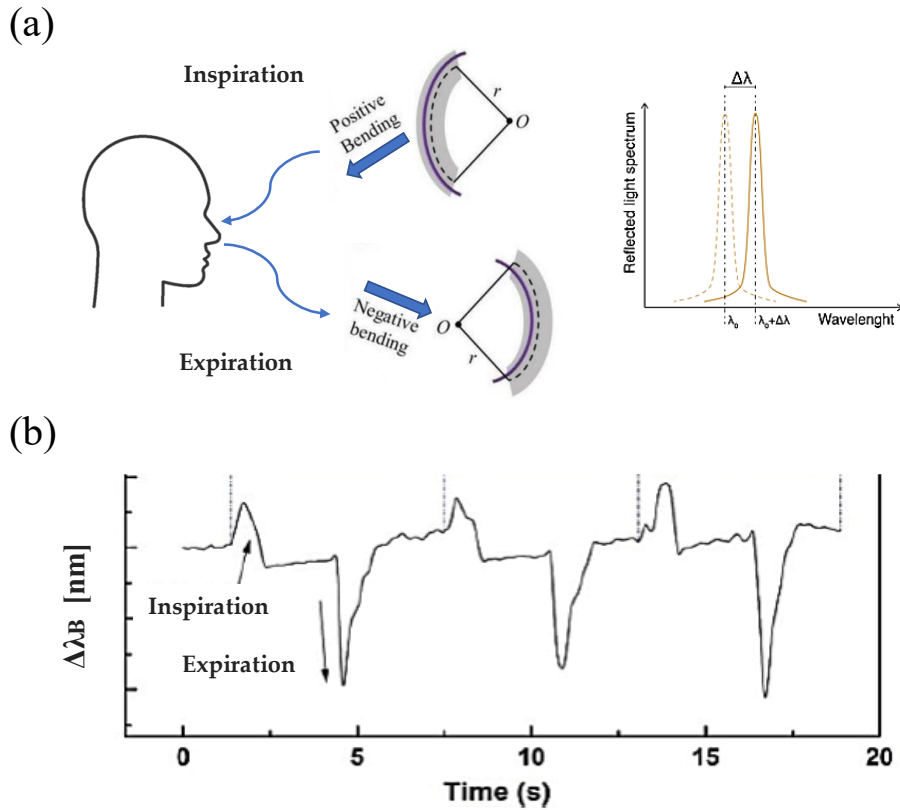 (a)
Inspiration
Positive
Bending
r
O
Negative
bending
O
r
Expiration
Δλ
Reflected light spectrum
λ₀
λ₀+Δλ
Wavelenght
(b)
ΔλB [nm]
Inspiration
Expiration
0
5
10
15
20
Time (s)